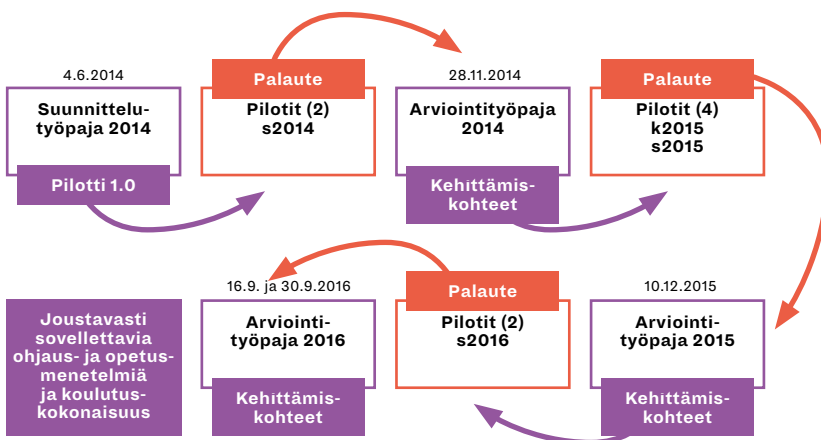 4.6.2014
Suunnittelu-
työpaja 2014
Pilotti 1.0
Palaute
Pilotit (2)
s2014
28.11.2014
Arviointityöpaja
2014
Kehittämis-
kohteet
Palaute
Pilotit (4)
k2015
s2015
10.12.2015
Arviointi-
työpaja 2015
Kehittämis-
kohteet
Palaute
Pilotit (2)
s2016
16.9. ja 30.9.2016
Arviointi-
työpaja 2016
Kehittämis-
kohteet
Joustavasti
sovellettavia
ohjaus- ja opetus-
menetelmiä
ja koulutus-
kokonaisuus